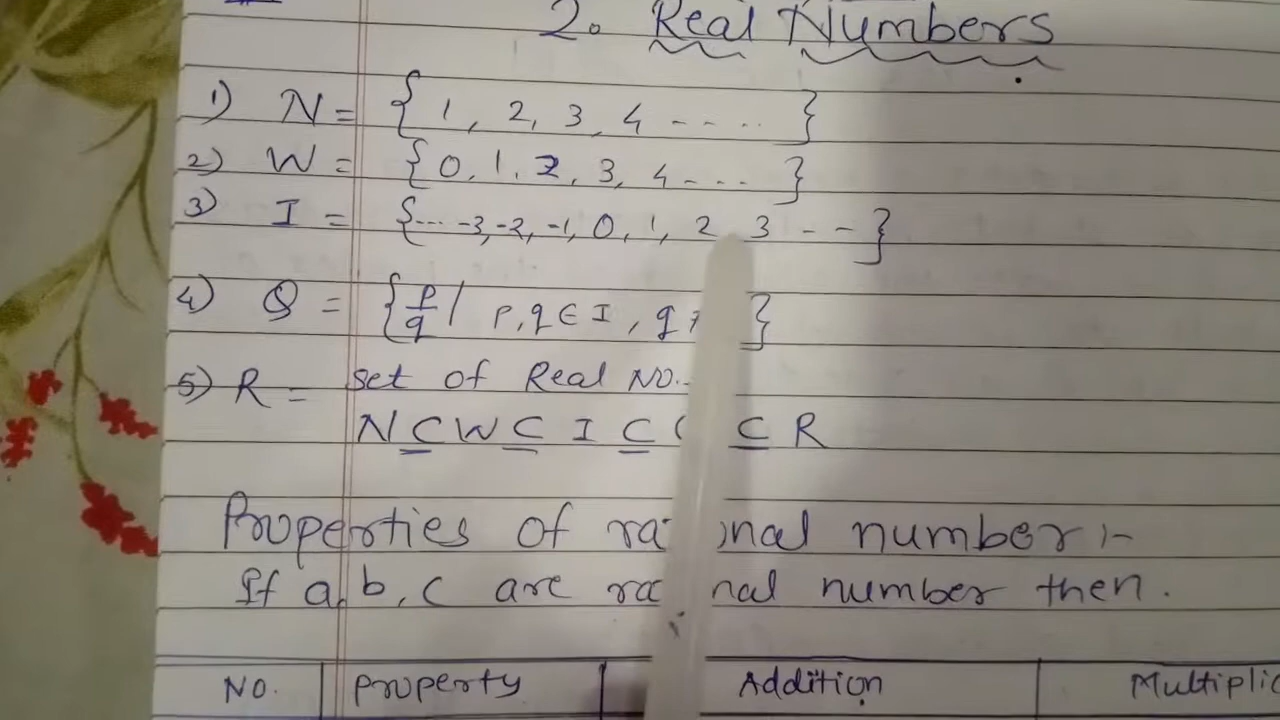 2. Real Numbers
1) N = { 1, 2, 3, 4 - - - .. }
2) W = { 0, 1, 2, 3, 4 - - .. }
3) I = {... -3, -2, -1, 0, 1, 2 3 - - }
4) Q = { p/q | p, q ∈ I, q }
5) R = set of Real No.
N ⊆ W ⊆ I ⊆ ⊆ R
Properties of number :-
If a, b, c are number then.
No. Property Addition